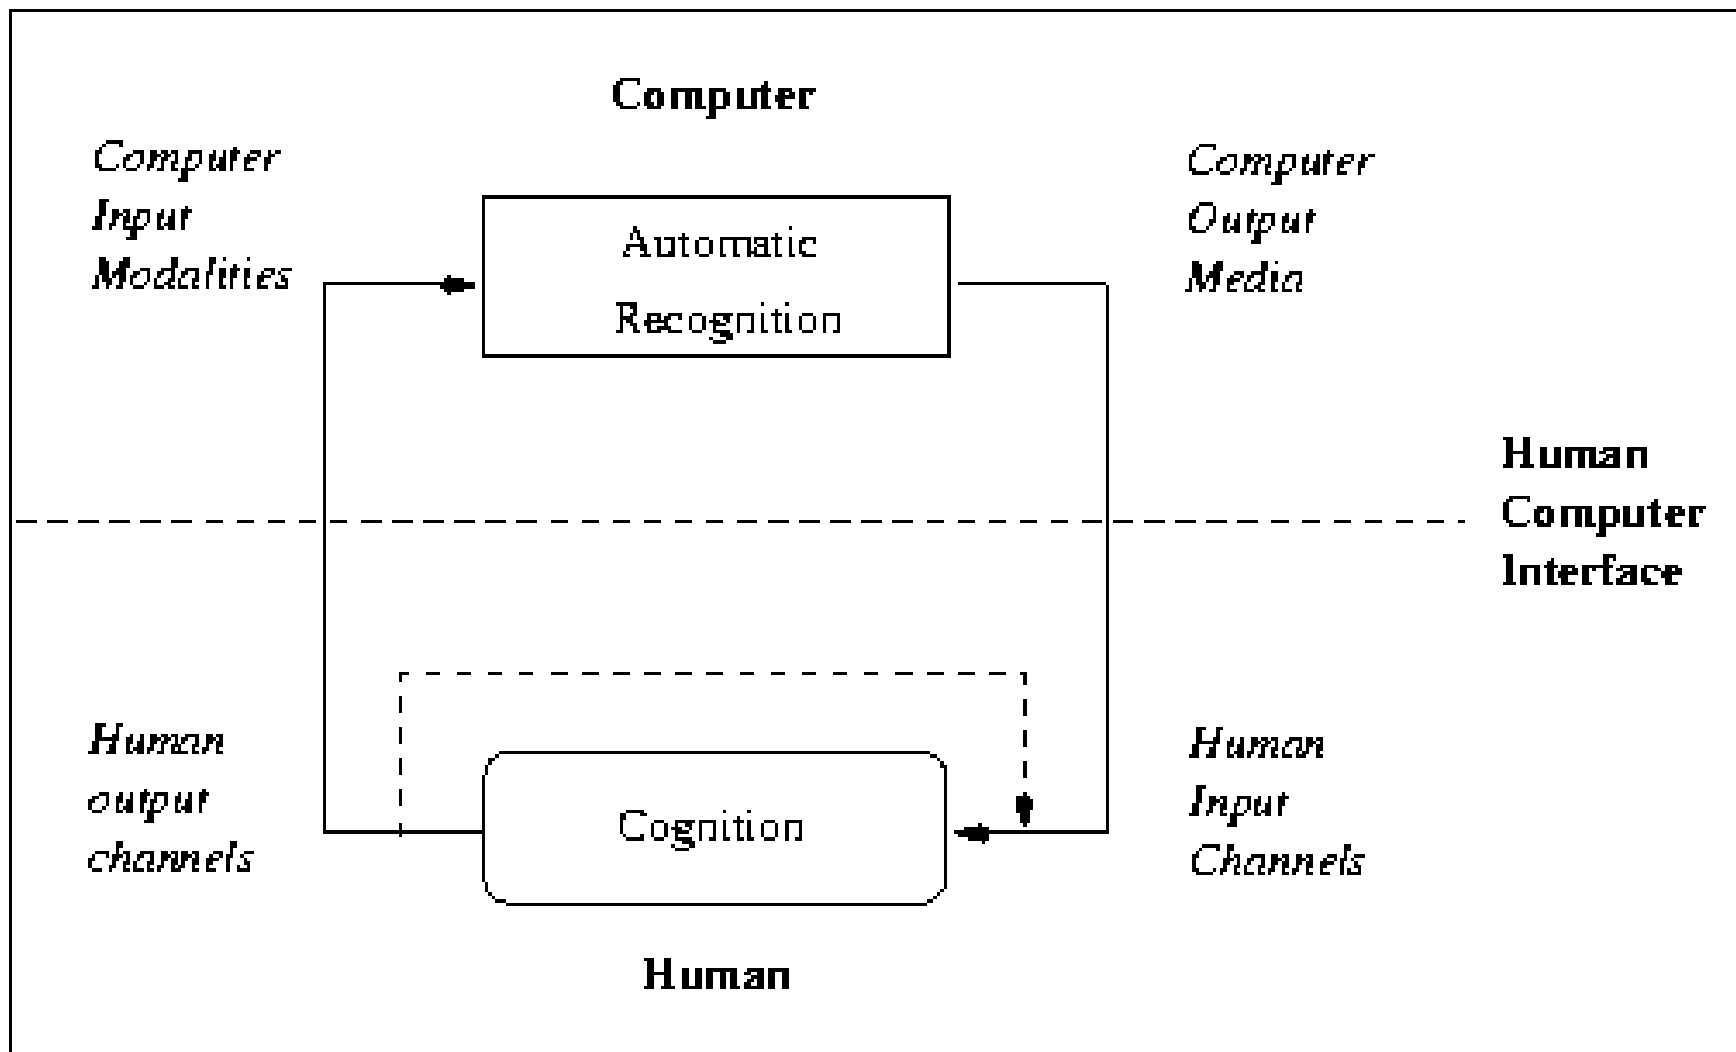 Computer
Computer
Input
Modalities
Automatic
Recognition
Computer
Output
Media
Human
Computer
Interface
Human
output
channels
Cognition
Human
Input
Channels
Human